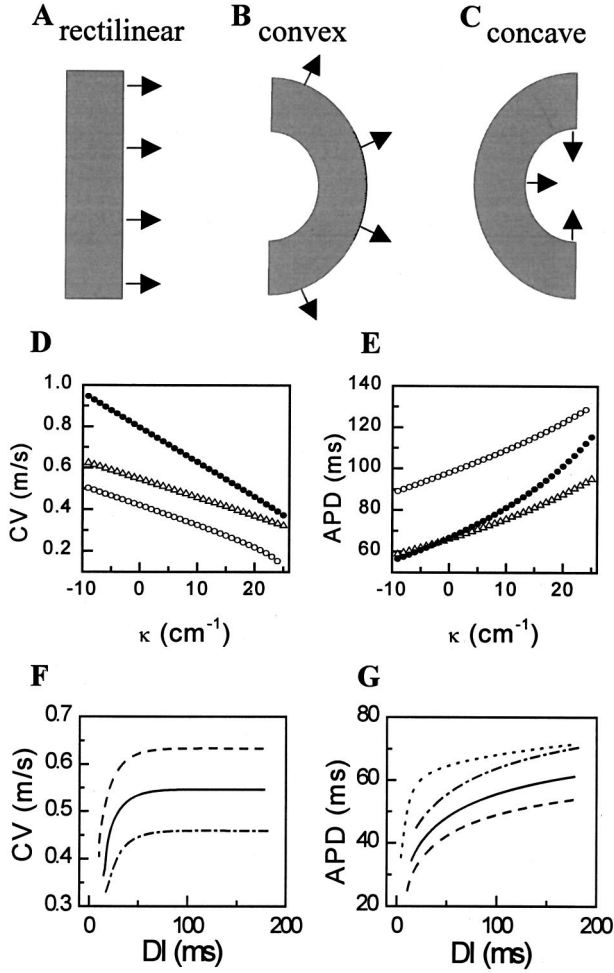 A rectilinear
B convex
C concave
D
CV (m/s)
1.0
0.8
0.6
0.4
0.2
-10 0 10 20
κ (cm⁻¹)
E
APD (ms)
140
120
100
80
60
-10 0 10 20
κ (cm⁻¹)
F
CV (m/s)
0.7
0.6
0.5
0.4
0.3
0 100 200
DI (ms)
G
APD (ms)
80
60
40
20
0 100 200
DI (ms)